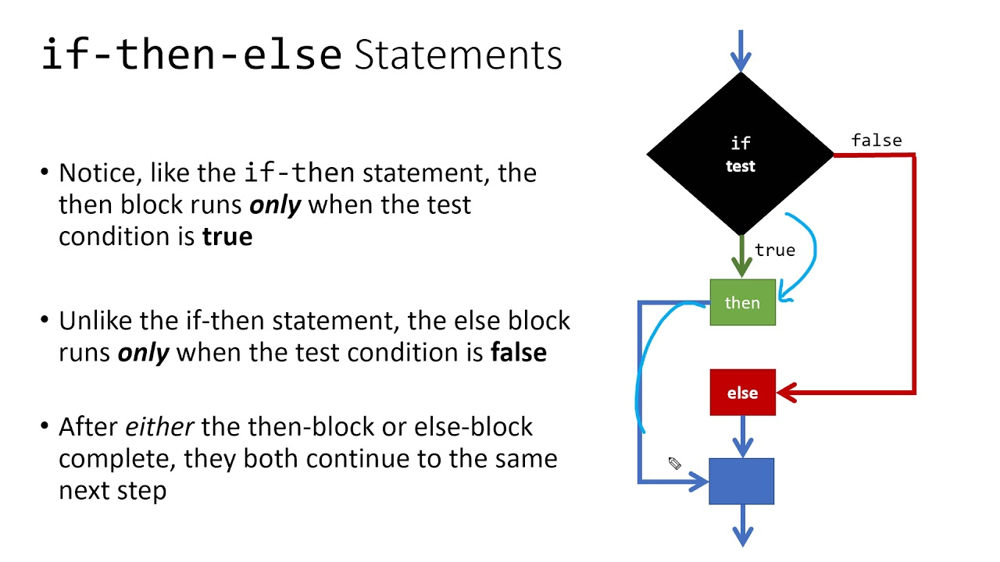 if-then-else Statements
• Notice, like the if-then statement, the
then block runs only when the test
condition is true
• Unlike the if-then statement, the else block
runs only when the test condition is false
• After either the then-block or else-block
complete, they both continue to the same
next step
if
test
false
true
then
else